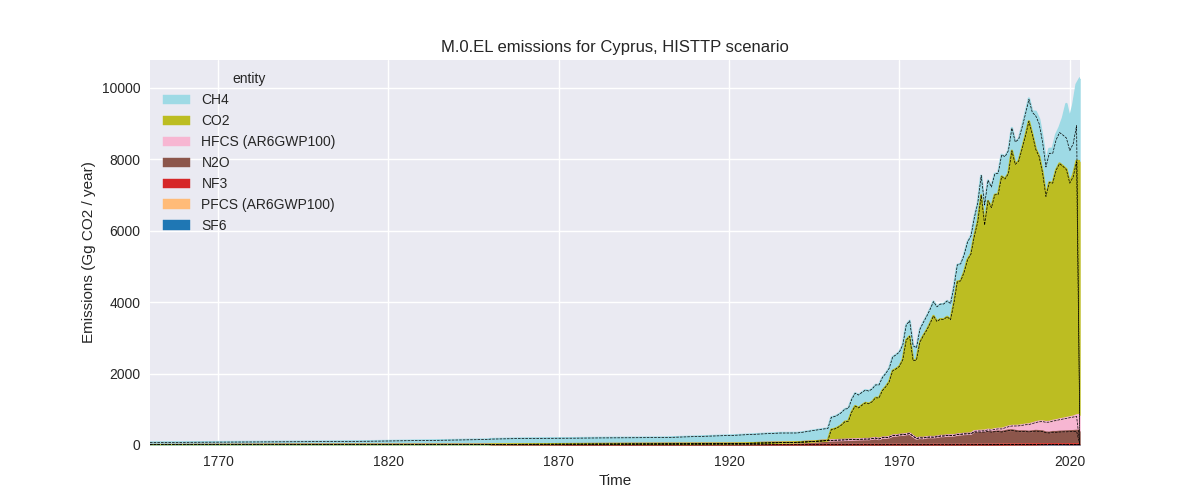 M.0.EL emissions for Cyprus, HISTTP scenario
Emissions (Gg CO2 / year)
10000
8000
6000
4000
2000
0
entity
CH4
CO2
HFCS (AR6GWP100)
N2O
NF3
PFCS (AR6GWP100)
SF6
1770 1820 1870 1920 1970 2020
Time